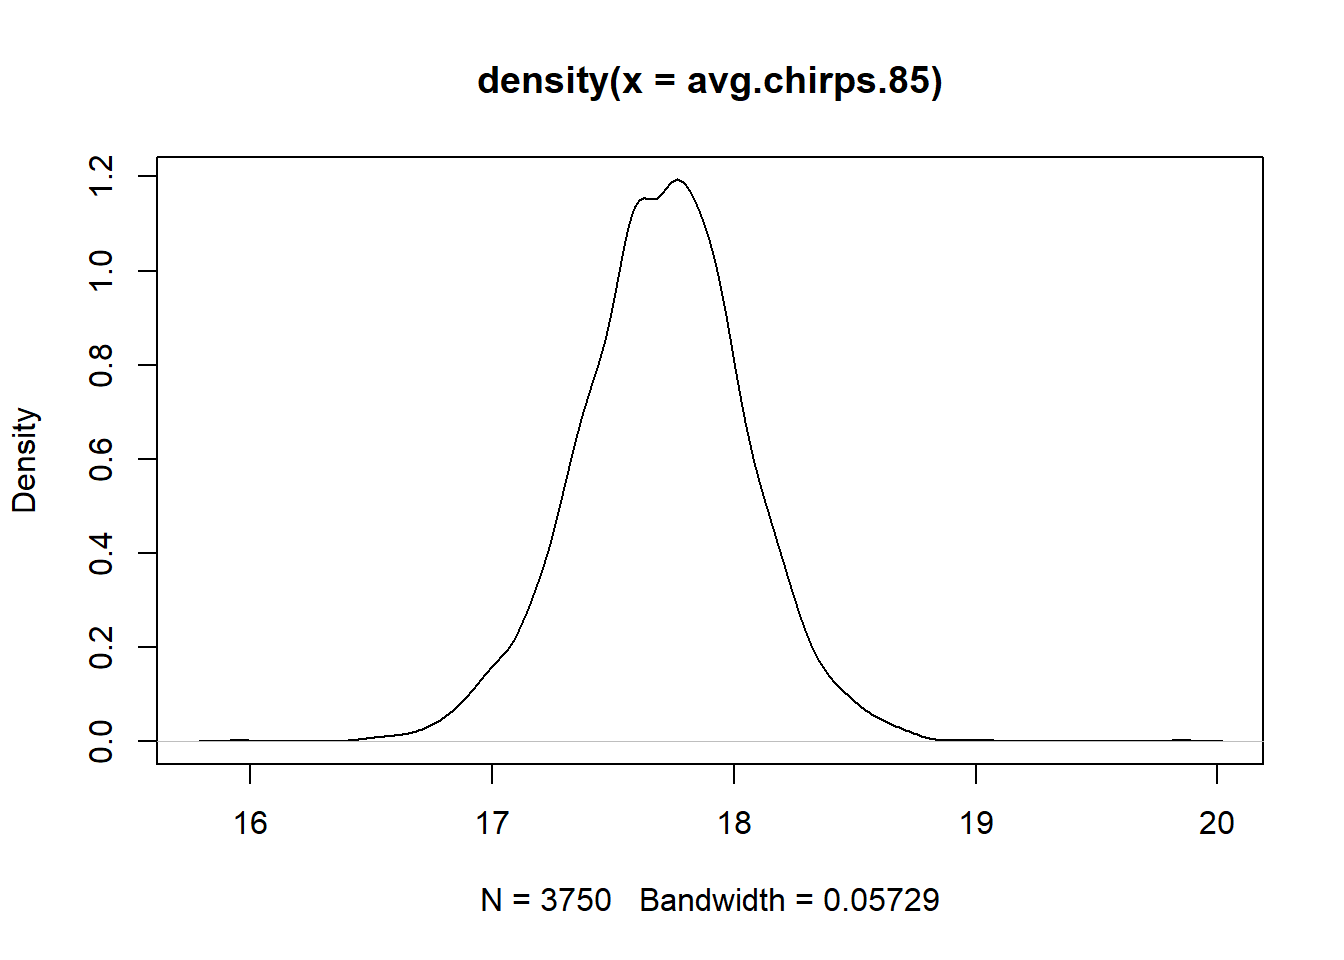 density(x = avg.chirps.85)
Density
1.2
1.0
0.8
0.6
0.4
0.2
0.0
16 17 18 19 20
N = 3750 Bandwidth = 0.05729